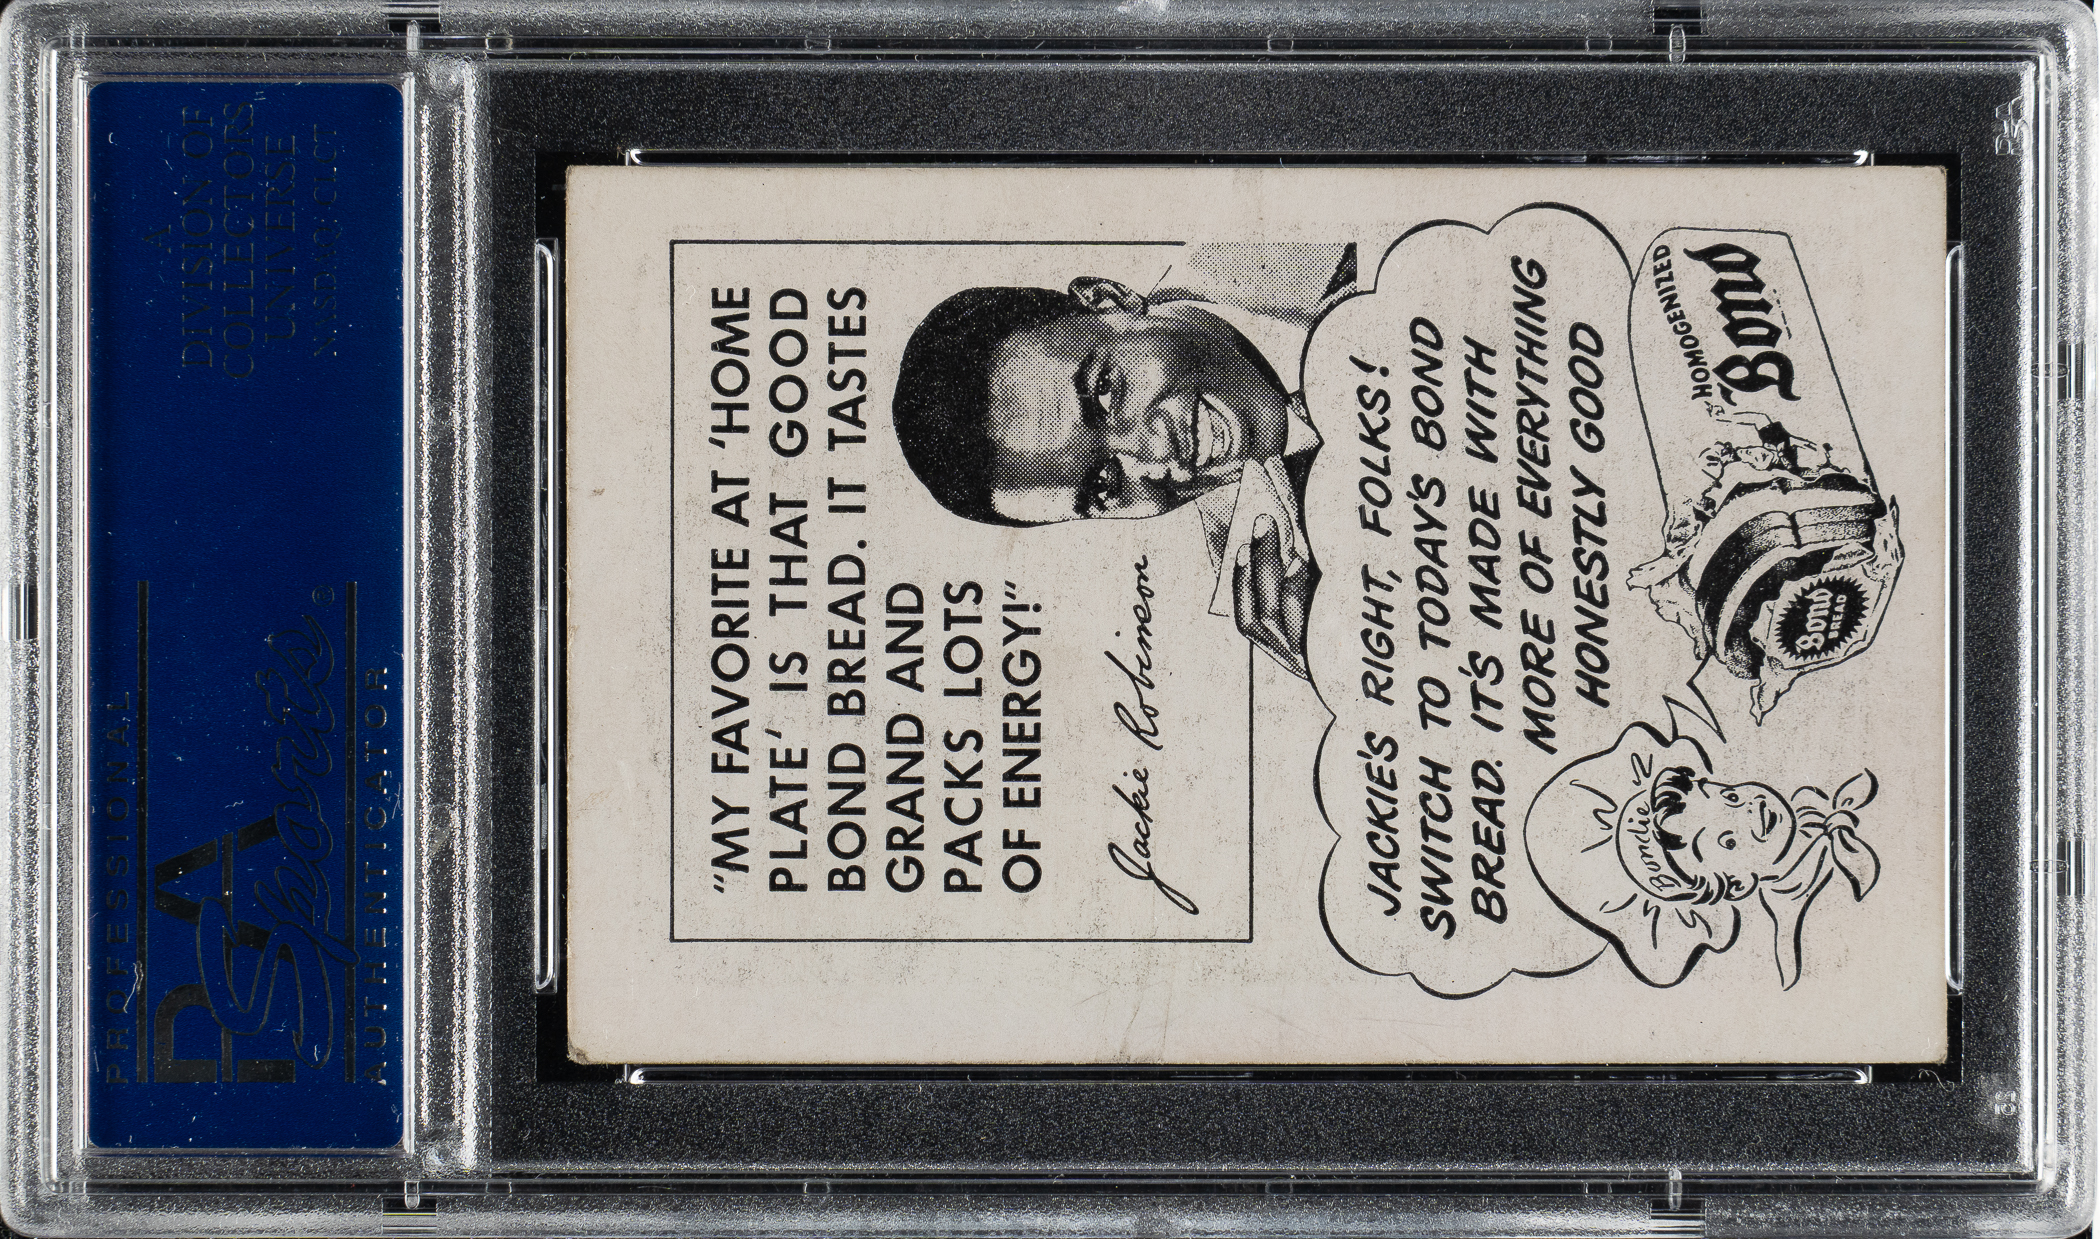 "MY FAVORITE AT 'HOME
PLATE' IS THAT GOOD
BOND BREAD. IT TASTES
GRAND AND
PACKS LOTS
OF ENERGY!"
Jackie Robinson
JACKIE'S RIGHT, FOLKS!
SWITCH TO TODAY'S BOND
BREAD. IT'S MADE WITH
MORE OF EVERYTHING
HONESTLY GOOD
HOMOGENIZED
Bond
Bond
BREAD
Bondie
PROFESSIONAL
PSA
Sports ®
AUTHENTICATOR
A
DIVISION OF
COLLECTORS
UNIVERSE
NASDAQ: CLCT
PSA